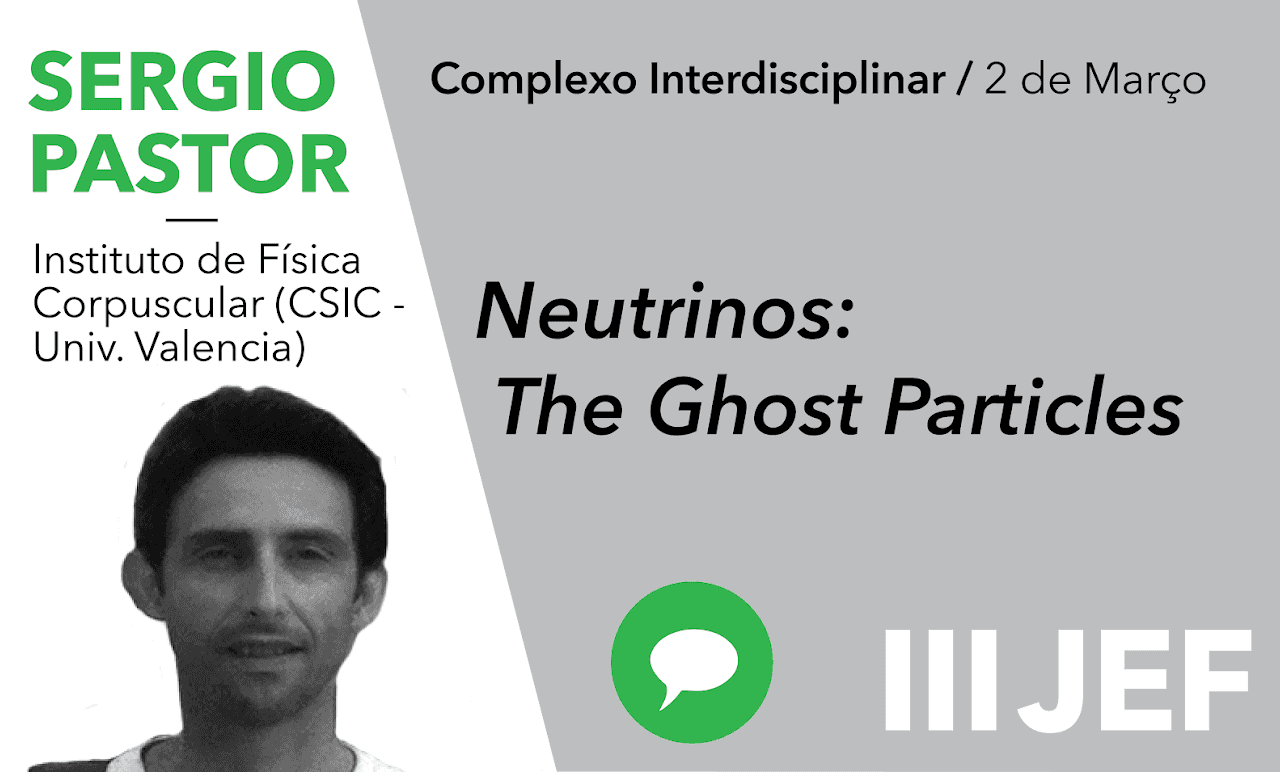 SERGIO
PASTOR
Instituto de Física
Corpuscular (CSIC -
Univ. Valencia)
Complexo Interdisciplinar / 2 de Março
Neutrinos:
The Ghost Particles
III JEF